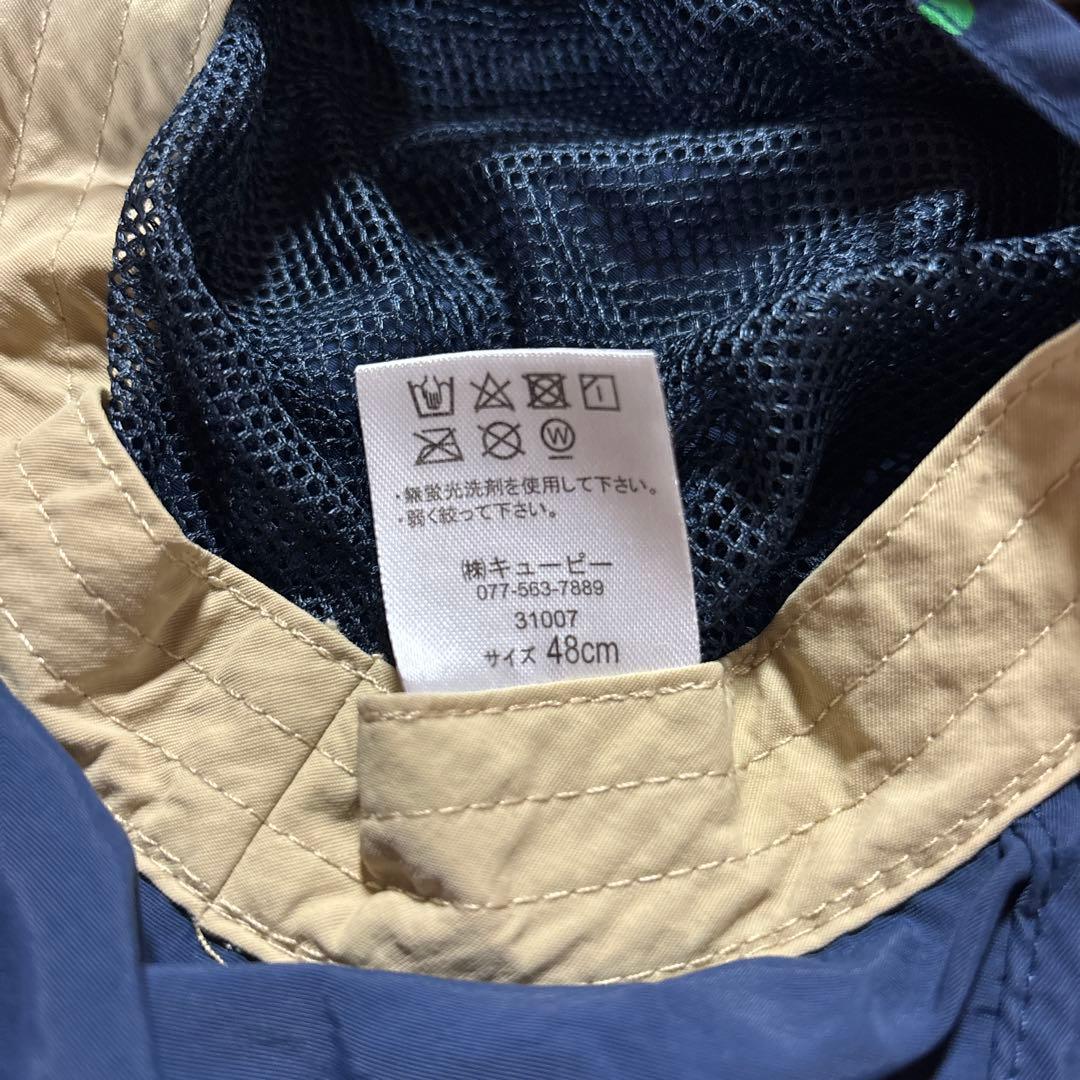 W
・無蛍光洗剤を使用して下さい。
・弱く絞って下さい。
㈱キューピー
077-563-7889
31007
サイズ 48cm